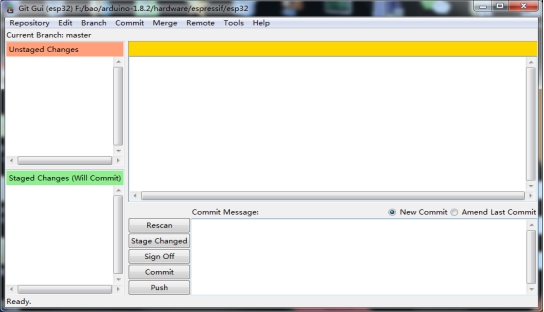 Git Gui (esp32) F:/bao/arduino-1.8.2/hardware/espressif/esp32
Repository Edit Branch Commit Merge Remote Tools Help
Current Branch: master
Unstaged Changes
Staged Changes (Will Commit)
Commit Message:
New Commit
Amend Last Commit
Rescan
Stage Changed
Sign Off
Commit
Push
Ready.